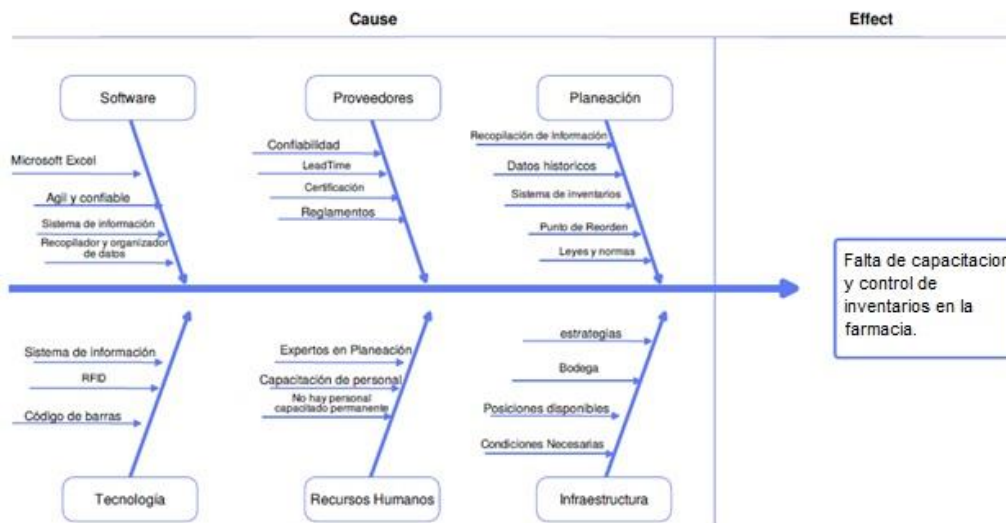 Cause
Effect
Software
Proveedores
Planeación
Microsoft Excel
Agil y confiable
Sistema de información
Recopilador y organizador
de datos
Confiabilidad
LeadTime
Certificación
Reglamentos
Recopilación de Información
Datos historicos
Sistema de inventarios
Punto de Reorden
Leyes y normas
Falta de capacitacion
y control de
inventarios en la
farmacia.
Sistema de información
RFID
Código de barras
Expertos en Planeación
Capacitación de personal
No hay personal
capacitado permanente
estrategias
Bodega
Posiciones disponibles
Condiciones Necesarias
Tecnología
Recursos Humanos
Infraestructura